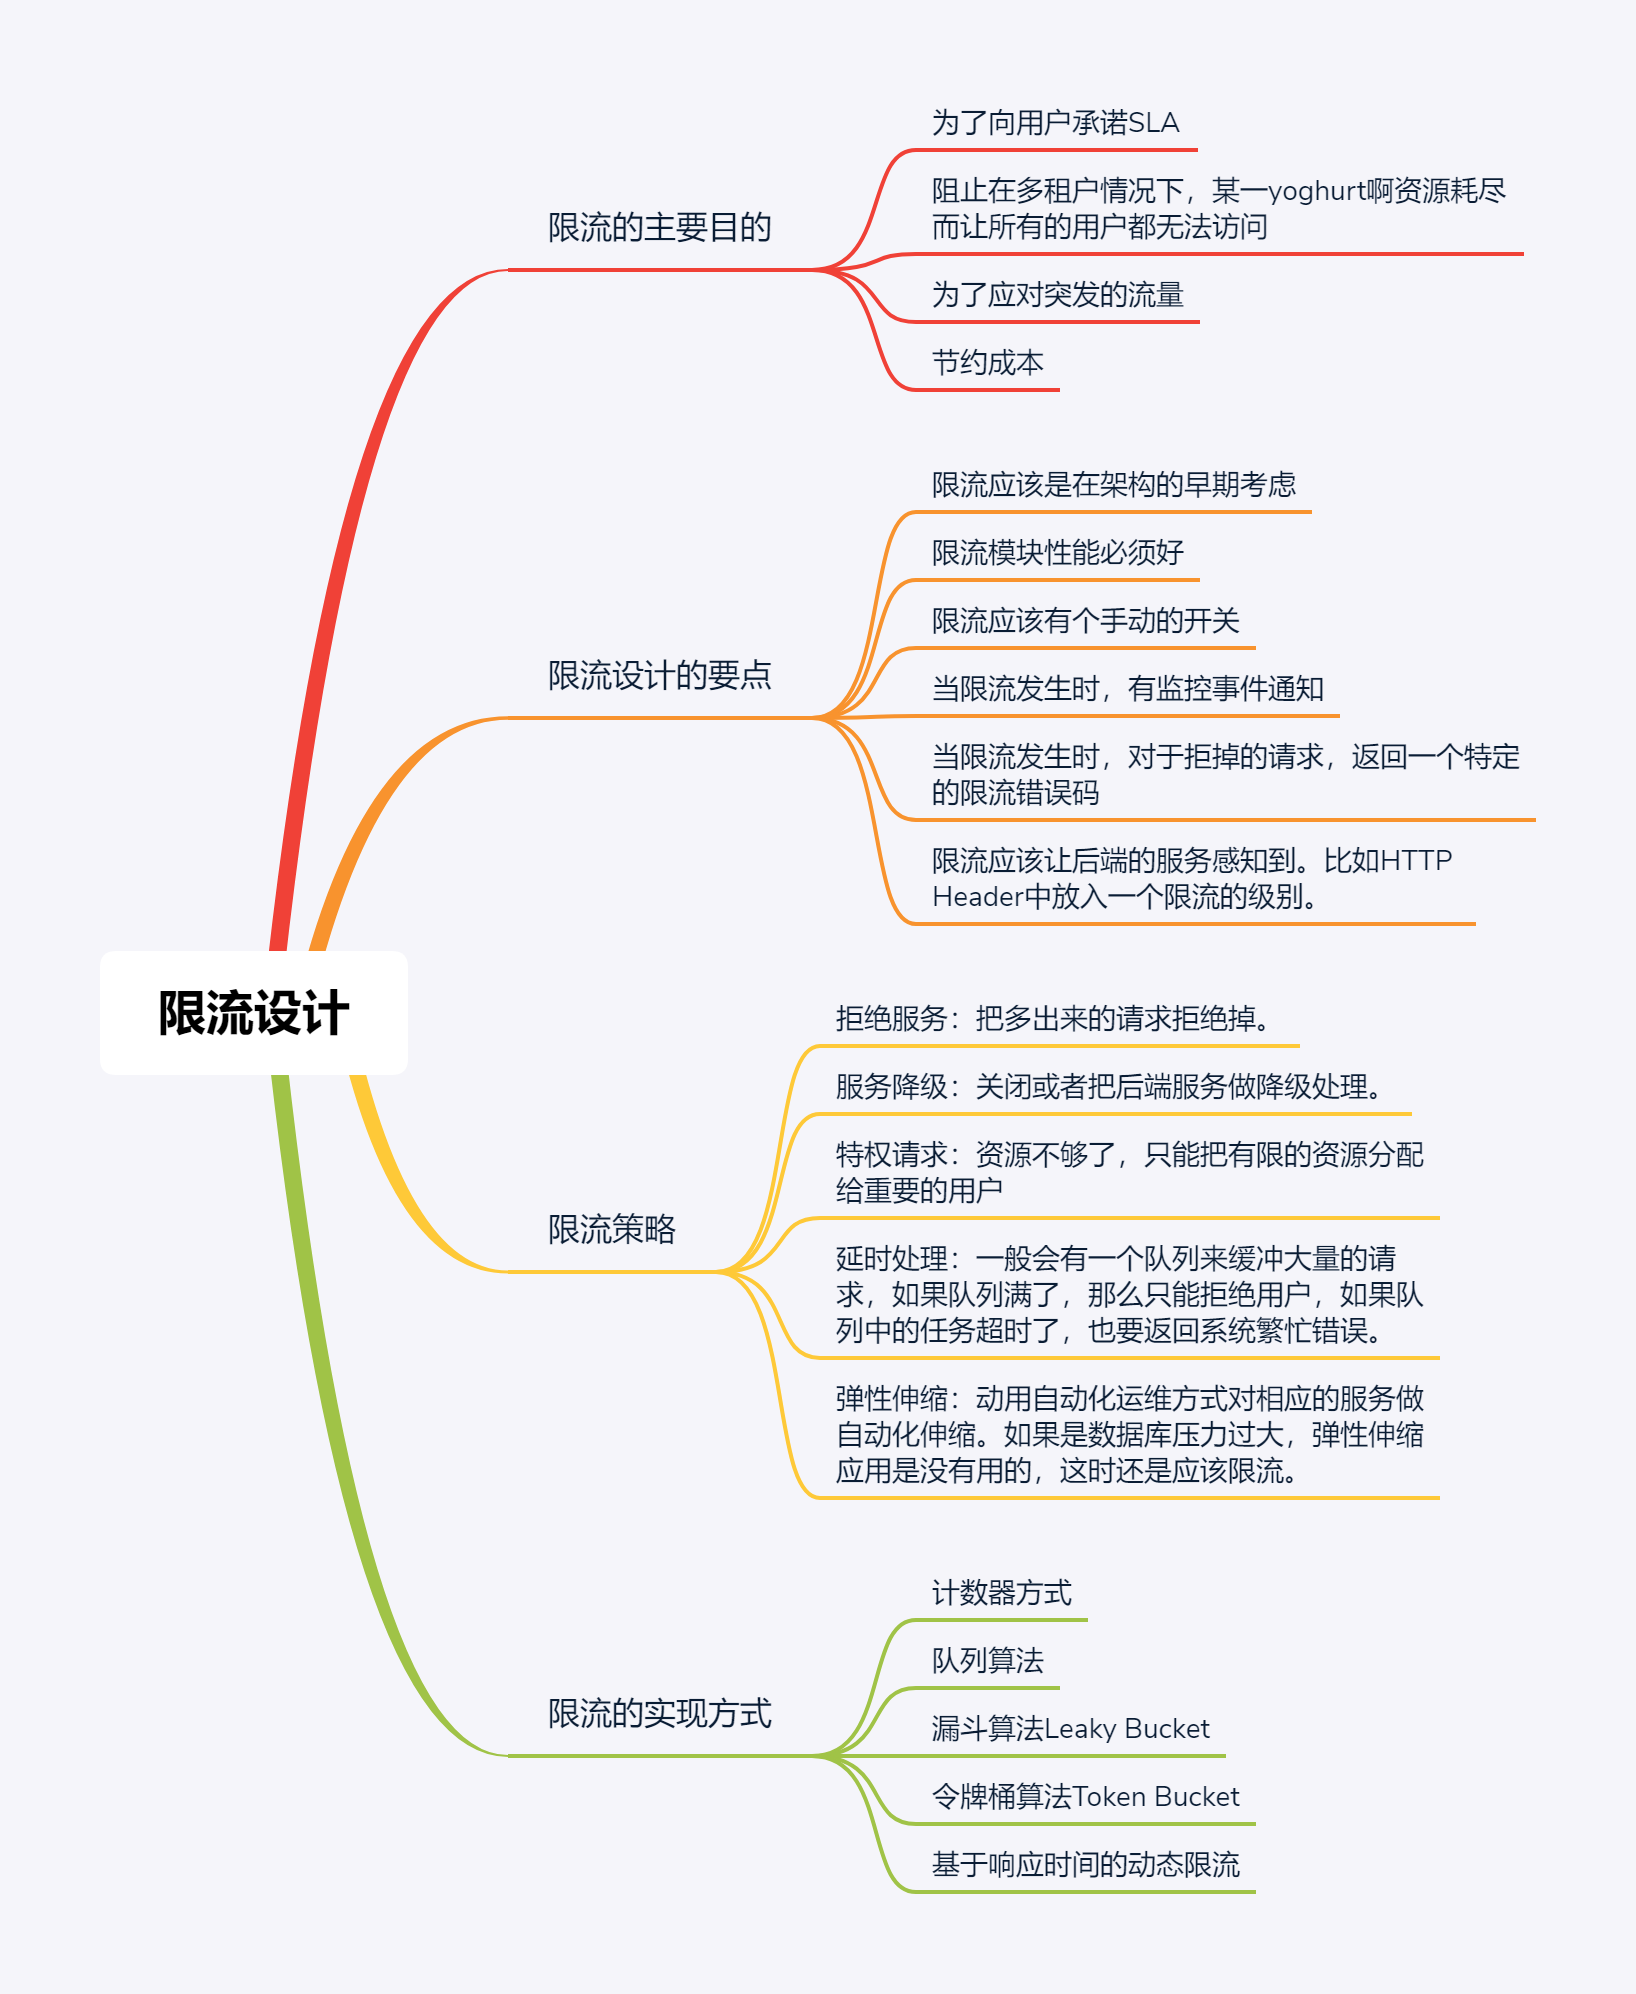 限流设计
限流的主要目的
为了向用户承诺SLA
阻止在多租户情况下，某一yoghurt啊资源耗尽
而让所有的用户都无法访问
为了应对突发的流量
节约成本
限流设计的要点
限流应该是在架构的早期考虑
限流模块性能必须好
限流应该有个手动的开关
当限流发生时，有监控事件通知
当限流发生时，对于拒掉的请求，返回一个特定
的限流错误码
限流应该让后端的服务感知到。比如HTTP
Header中放入一个限流的级别。
限流策略
拒绝服务：把多出来的请求拒绝掉。
服务降级：关闭或者把后端服务做降级处理。
特权请求：资源不够了，只能把有限的资源分配
给重要的用户
延时处理：一般会有一个队列来缓冲大量的请
求，如果队列满了，那么只能拒绝用户，如果队
列中的任务超时了，也要返回系统繁忙错误。
弹性伸缩：动用自动化运维方式对相应的服务做
自动化伸缩。如果是数据库压力过大，弹性伸缩
应用是没有用的，这时还是应该限流。
限流的实现方式
计数器方式
队列算法
漏斗算法Leaky Bucket
令牌桶算法Token Bucket
基于响应时间的动态限流